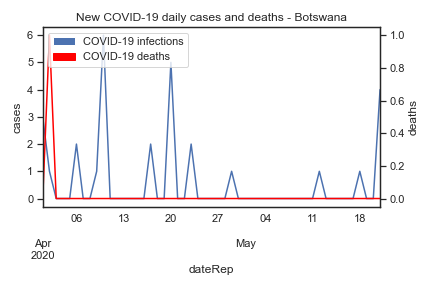 New COVID-19 daily cases and deaths - Botswana
COVID-19 infections
COVID-19 deaths
6
5
4
3
2
1
0
cases
1.0
0.8
0.6
0.4
0.2
0.0
deaths
06 13 20 27 04 11 18
Apr May
2020
dateRep